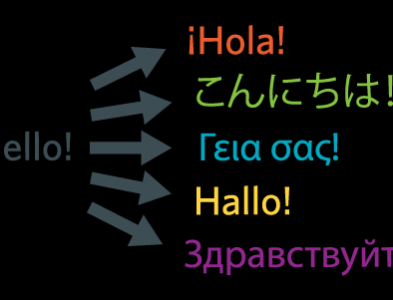 ¡Hola!
こんにちは!
ello!
Γεια σας!
Hallo!
Здравствуйт